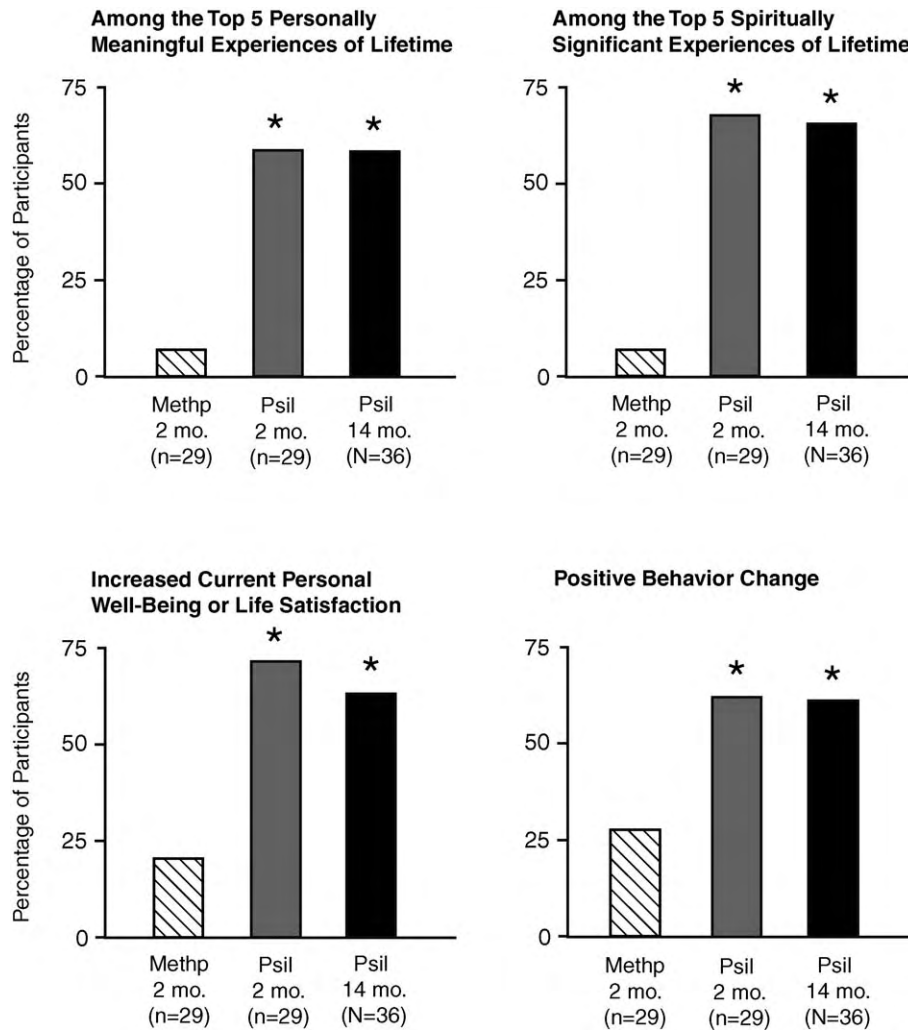 Among the Top 5 Personally
Meaningful Experiences of Lifetime
Percentage of Participants
75
50
25
0
*
*
Methp
2 mo.
(n=29)
Psil
2 mo.
(n=29)
Psil
14 mo.
(N=36)
Among the Top 5 Spiritually
Significant Experiences of Lifetime
75
50
25
0
*
*
Methp
2 mo.
(n=29)
Psil
2 mo.
(n=29)
Psil
14 mo.
(N=36)
Increased Current Personal
Well-Being or Life Satisfaction
Percentage of Participants
75
50
25
0
*
*
Methp
2 mo.
(n=29)
Psil
2 mo.
(n=29)
Psil
14 mo.
(N=36)
Positive Behavior Change
75
50
25
0
*
*
Methp
2 mo.
(n=29)
Psil
2 mo.
(n=29)
Psil
14 mo.
(N=36)